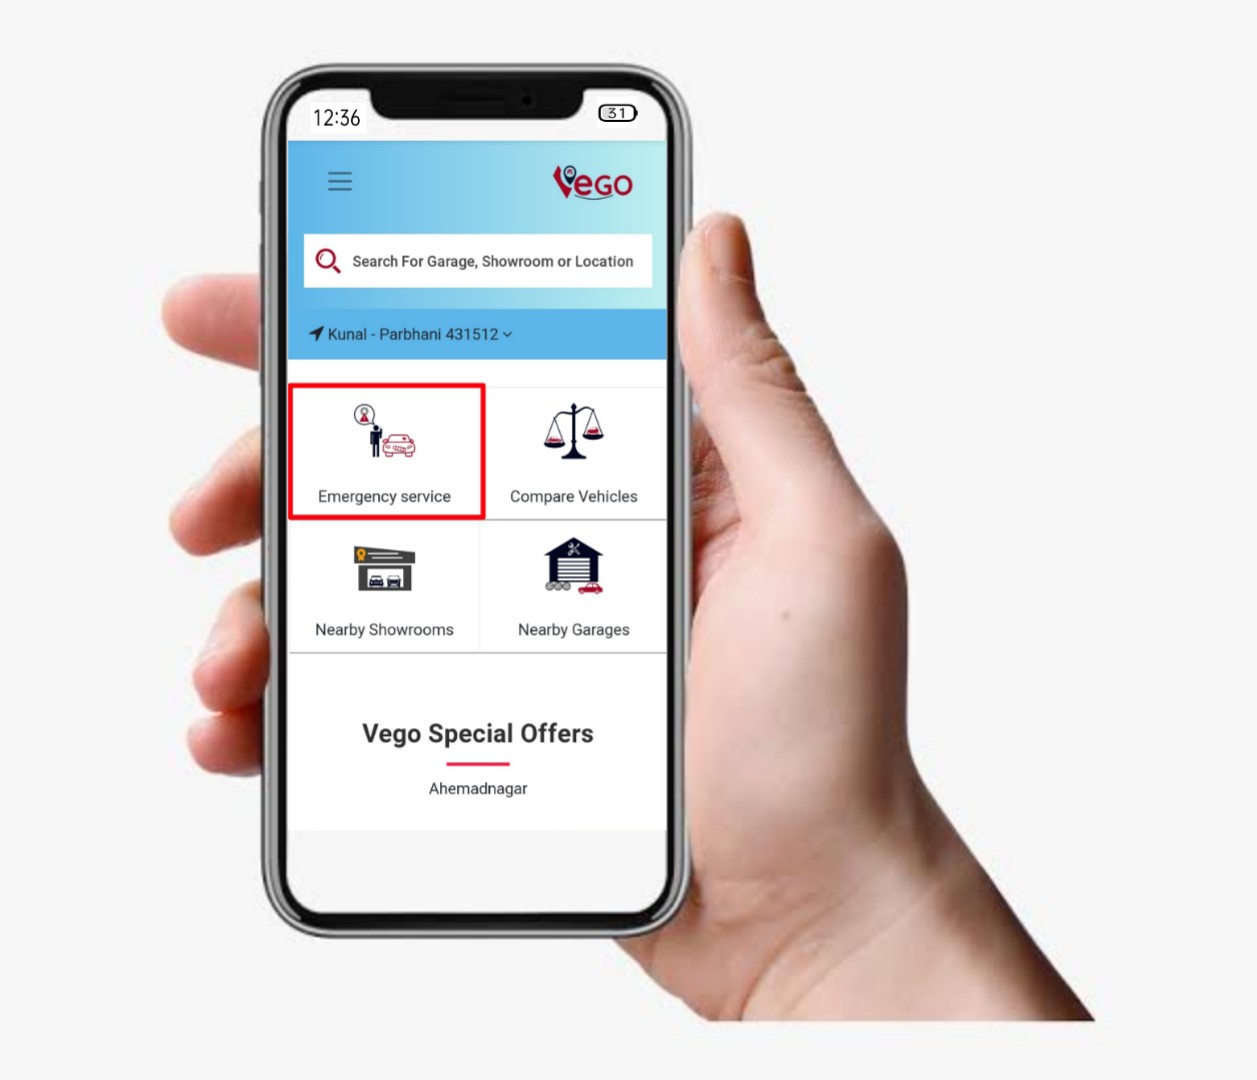 12:36
31
VEGO
Search For Garage, Showroom or Location
Kunal - Parbhani 431512
Emergency service
Compare Vehicles
Nearby Showrooms
Nearby Garages
Vego Special Offers
Ahemadnagar